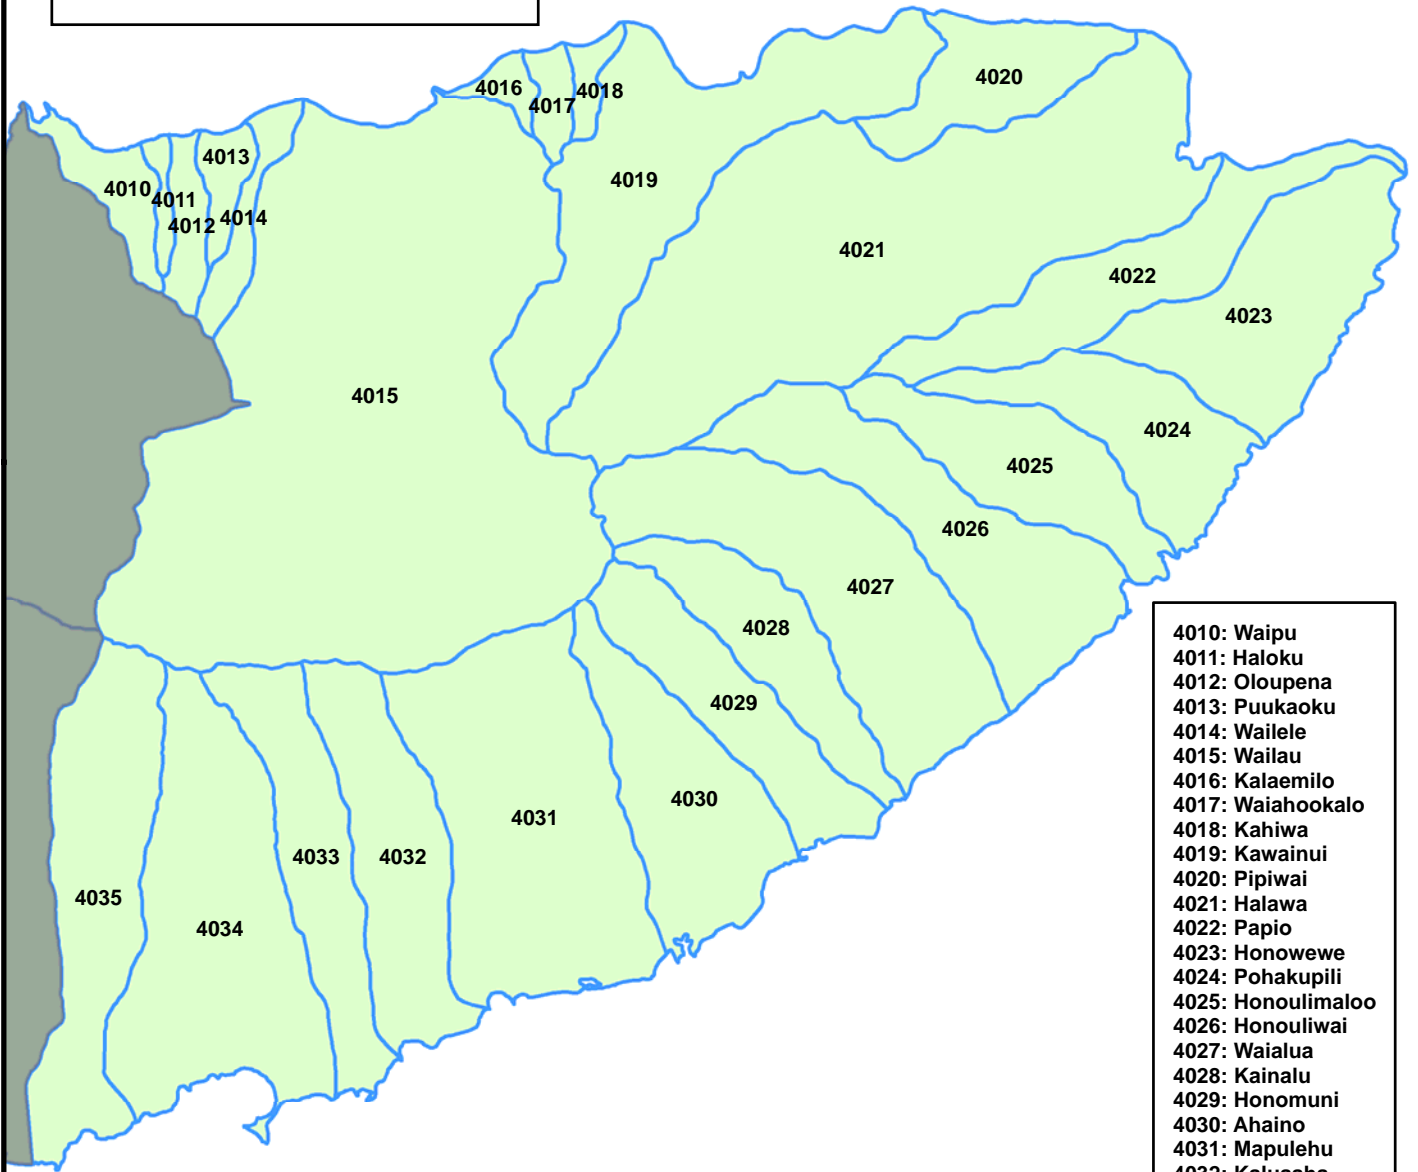 4020
4016
4018
4017
4013
4019
4010
4011
4014
4012
4021
4022
4023
4015
4024
4025
4026
4027
4028
4029
4030
4031
4033
4032
4035
4034
4010: Waipu
4011: Haloku
4012: Oloupena
4013: Puukaoku
4014: Wailele
4015: Wailau
4016: Kalaemilo
4017: Waiahookalo
4018: Kahiwa
4019: Kawainui
4020: Pipiwai
4021: Halawa
4022: Papio
4023: Honowewe
4024: Pohakupili
4025: Honoulimaloo
4026: Honouliwai
4027: Waialua
4028: Kainalu
4029: Honomuni
4030: Ahaino
4031: Mapulehu
4032: